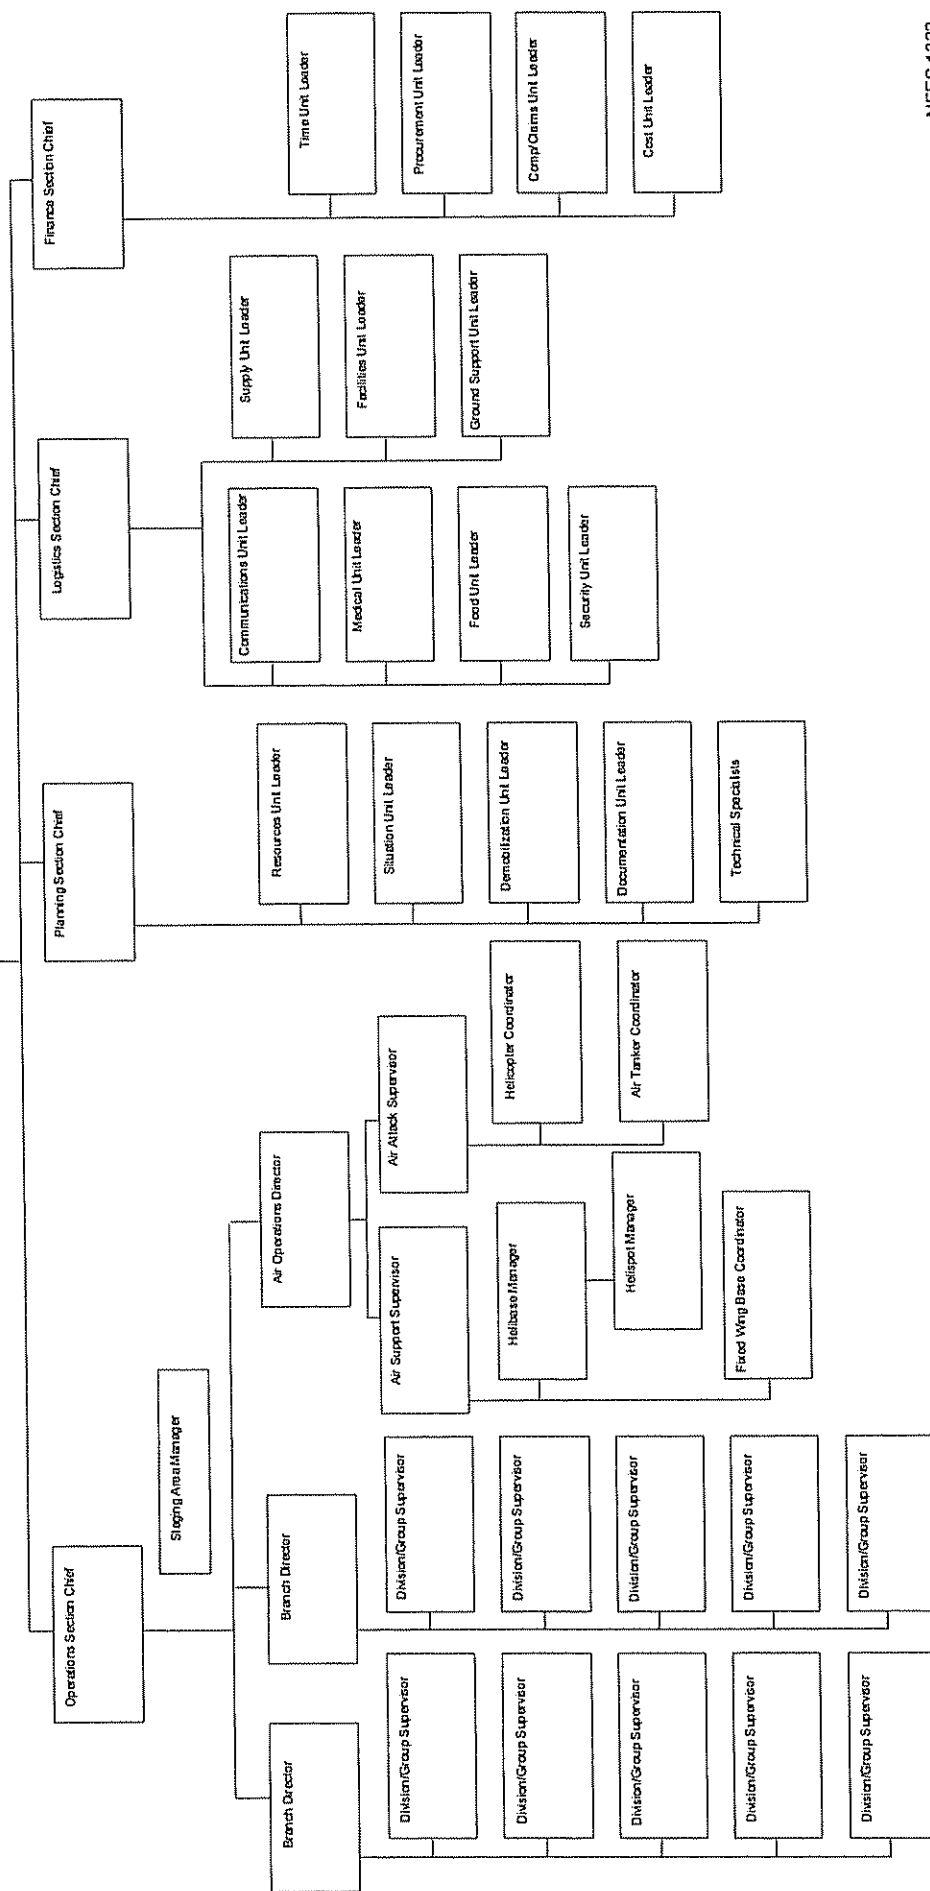 Operations Section Chief
Planning Section Chief
Logistics Section Chief
Finance Section Chief
Staging Area Manager
Branch Director
Branch Director
Air Operations Director
Division/Group Supervisor
Division/Group Supervisor
Division/Group Supervisor
Division/Group Supervisor
Division/Group Supervisor
Division/Group Supervisor
Division/Group Supervisor
Division/Group Supervisor
Division/Group Supervisor
Division/Group Supervisor
Air Support Supervisor
Air Attack Supervisor
Helibase Manager
Helispot Manager
Fixed Wing Base Coordinator
Helicopter Coordinator
Air Tanker Coordinator
Resources Unit Leader
Situation Unit Leader
Demobilization Unit Leader
Documentation Unit Leader
Technical Specialists
Communications Unit Leader
Medical Unit Leader
Food Unit Leader
Security Unit Leader
Supply Unit Leader
Facilities Unit Leader
Ground Support Unit Leader
Time Unit Leader
Procurement Unit Leader
Comp/Claims Unit Leader
Cost Unit Leader